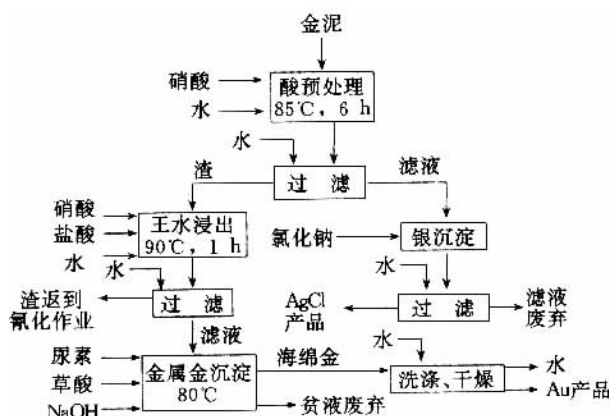 金泥
硝酸
水
酸预处理
85℃, 6 h
水
渣
过 滤
滤液
硝酸
盐酸
水
王水浸出
90℃, 1 h
氯化钠
银沉淀
水
水
渣返到
氰化作业
过 滤
AgCl
产品
过 滤
滤液
废弃
滤液
水
尿素
草酸
NaOH
金属金沉淀
80℃
海绵金
贫液废弃
洗涤、干燥
水
Au产品